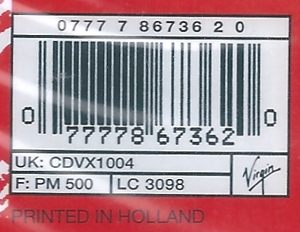 0777 7 86736 2 0
0 77778 67362 0
UK: CDVX1004
F: PM 500 LC 3098
Virgin
PRINTED IN HOLLAND